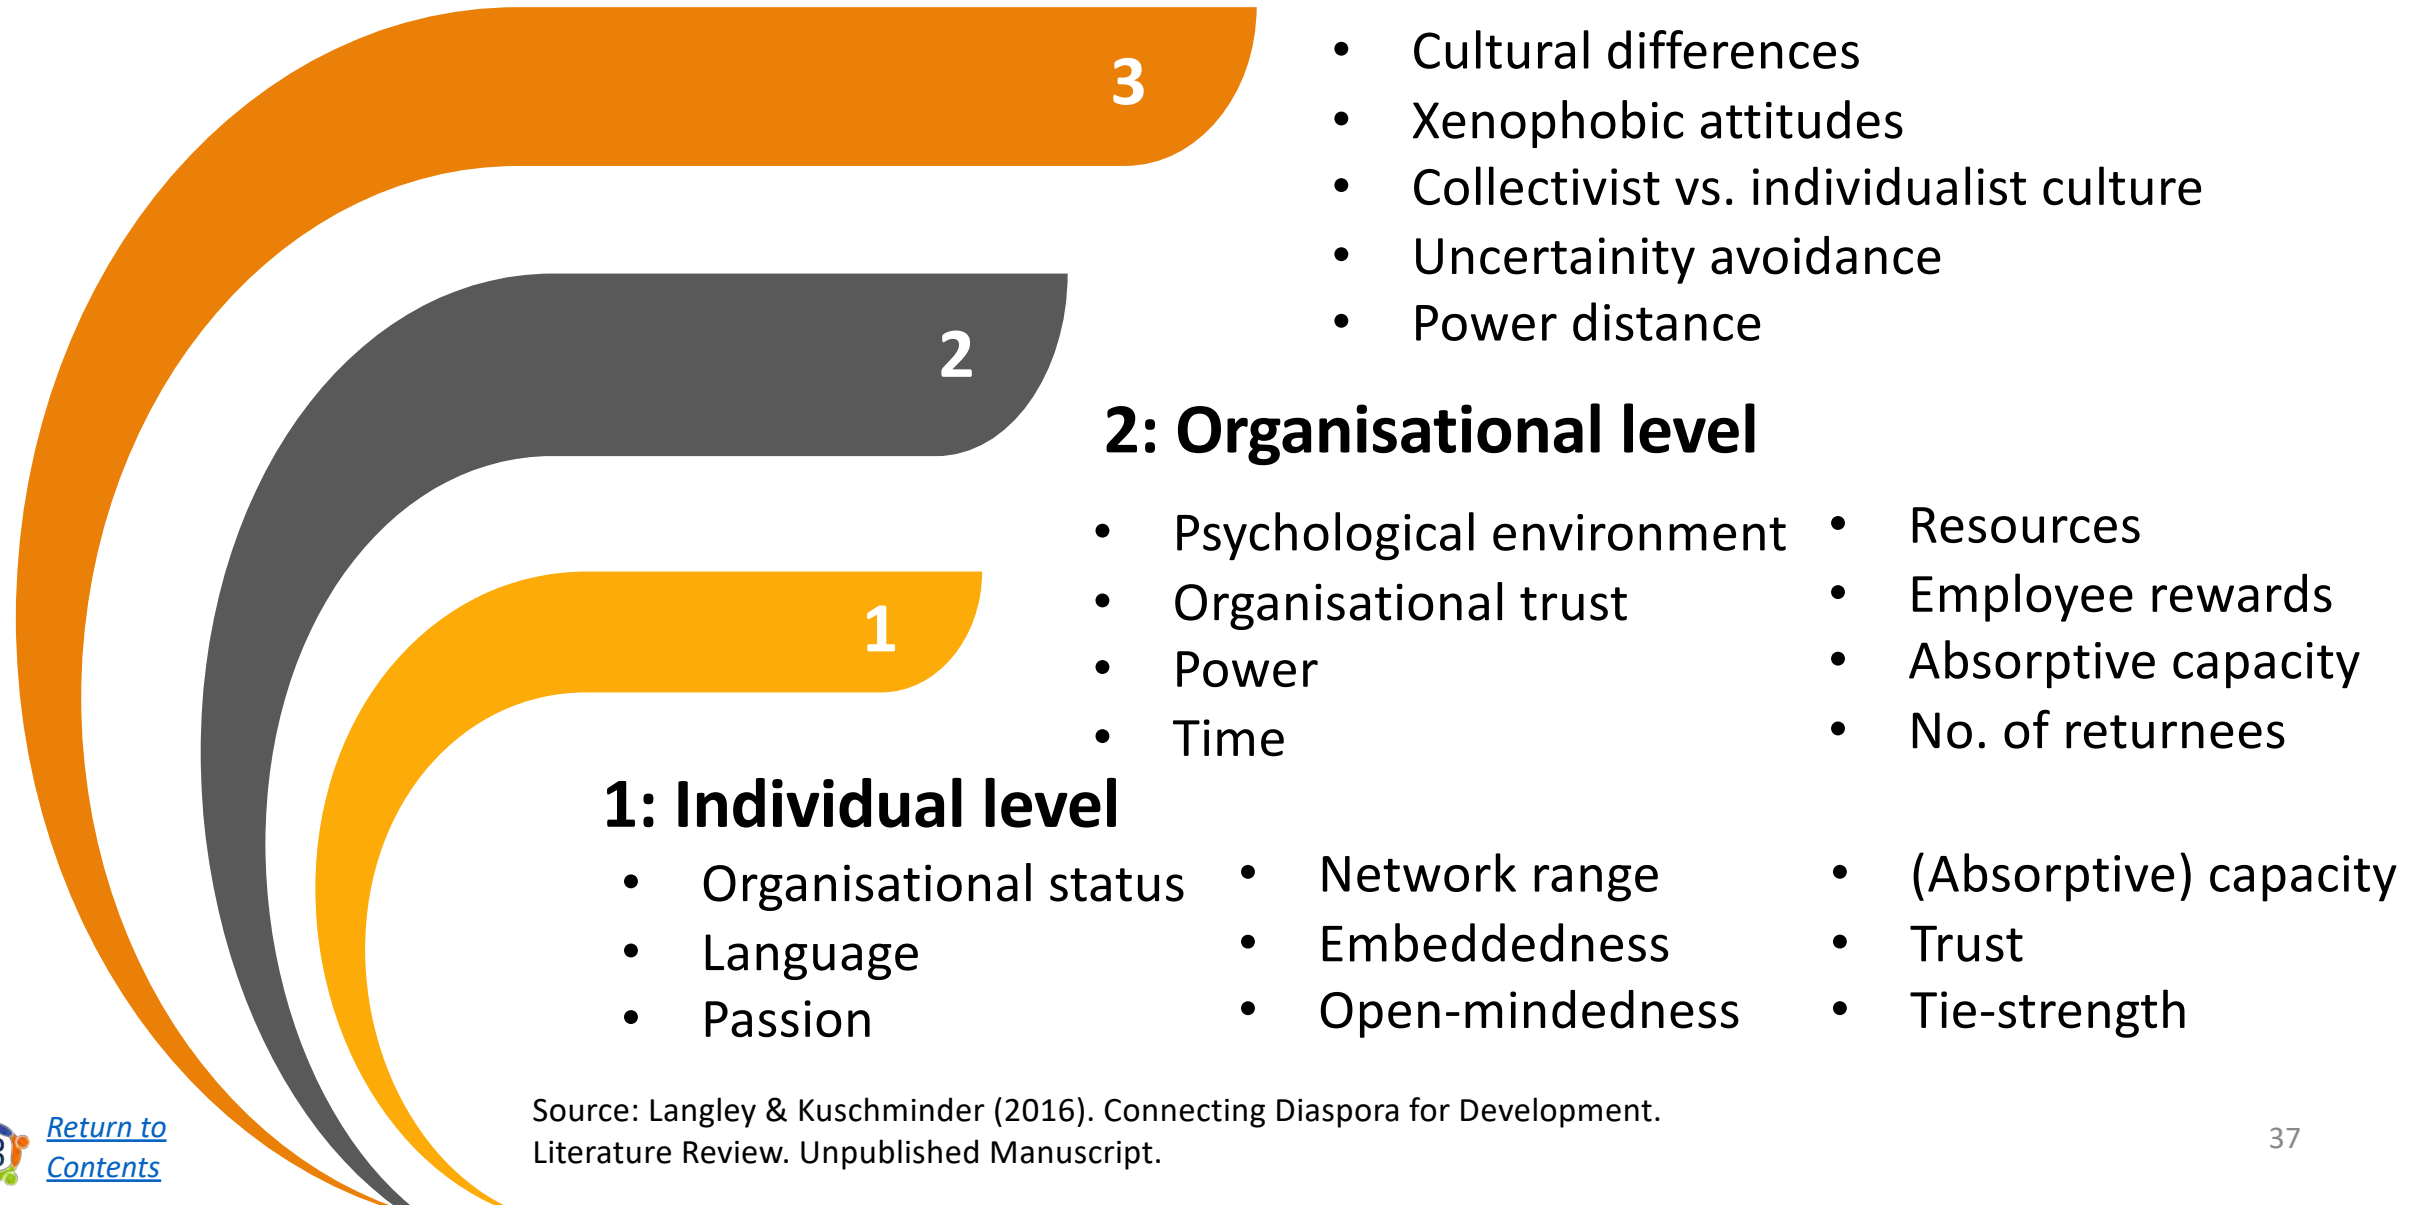 3
• Cultural differences
• Xenophobic attitudes
• Collectivist vs. individualist culture
• Uncertainity avoidance
• Power distance
2
2: Organisational level
• Psychological environment
• Organisational trust
• Power
• Time
• Resources
• Employee rewards
• Absorptive capacity
• No. of returnees
1
1: Individual level
• Organisational status
• Language
• Passion
• Network range
• Embeddedness
• Open-mindedness
• (Absorptive) capacity
• Trust
• Tie-strength
Source: Langley & Kuschminder (2016). Connecting Diaspora for Development.
Literature Review. Unpublished Manuscript.
Return to
Contents
37